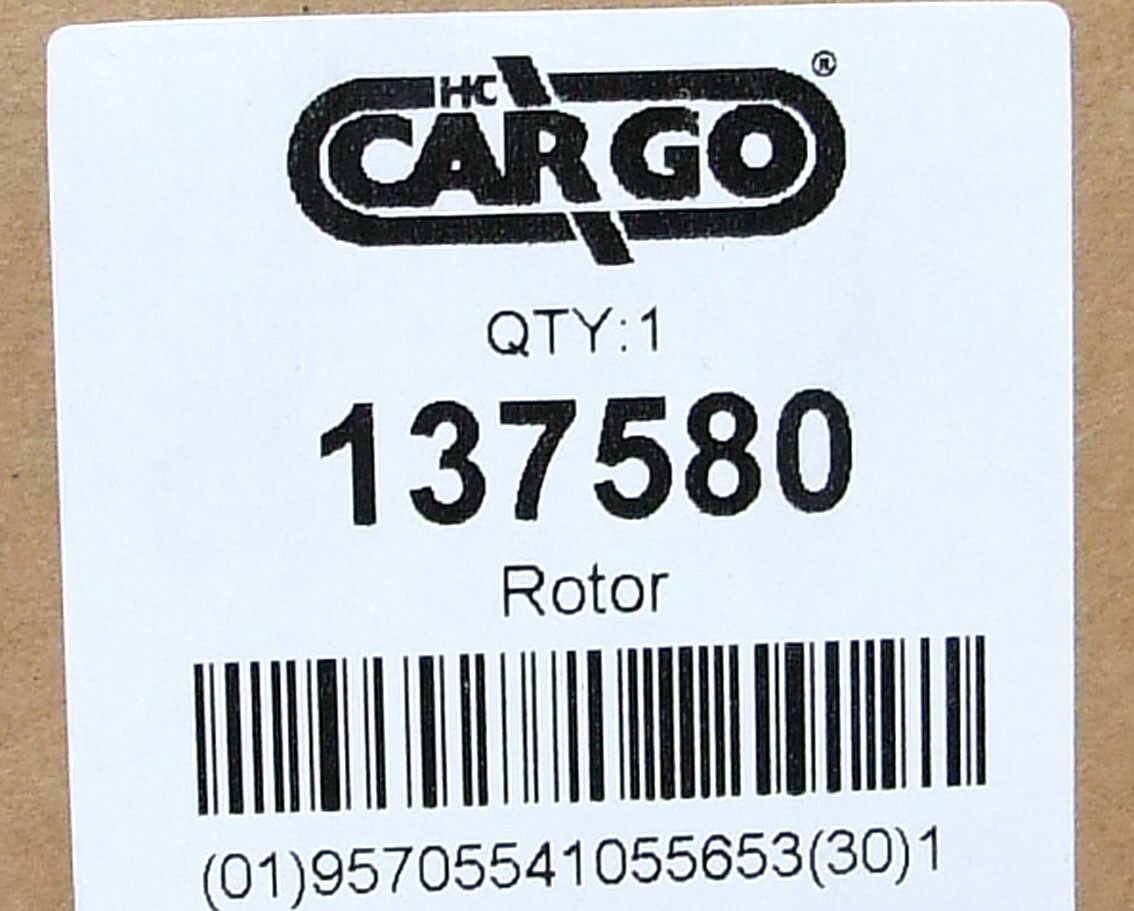 HC
CARGO®
QTY:1
137580
Rotor
(01)95705541055653(30)1